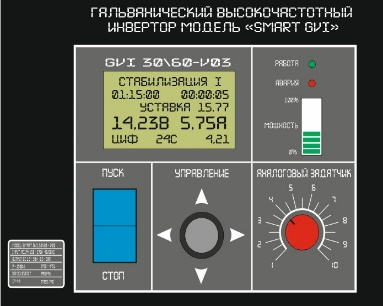 ГАЛЬВАНИЧЕСКИЙ ВЫСОКОЧАСТОТНЫЙ
ИНВЕРТОР МОДЕЛЬ «SMART GVI»
GVI 30\60-V03
СТАБИЛИЗАЦИЯ I
01:15:00 00:00:05
УСТАВКА 15.77
14,23В 5,75А
ЦИФ 24С 4,21
РАБОТА
АВАРИЯ
100%
МОЩНОСТЬ
0%
ПУСК
СТОП
УПРАВЛЕНИЕ
АНАЛОГОВЫЙ ЗАДАТЧИК
1 2 3 4 5 6 7 8 9 10